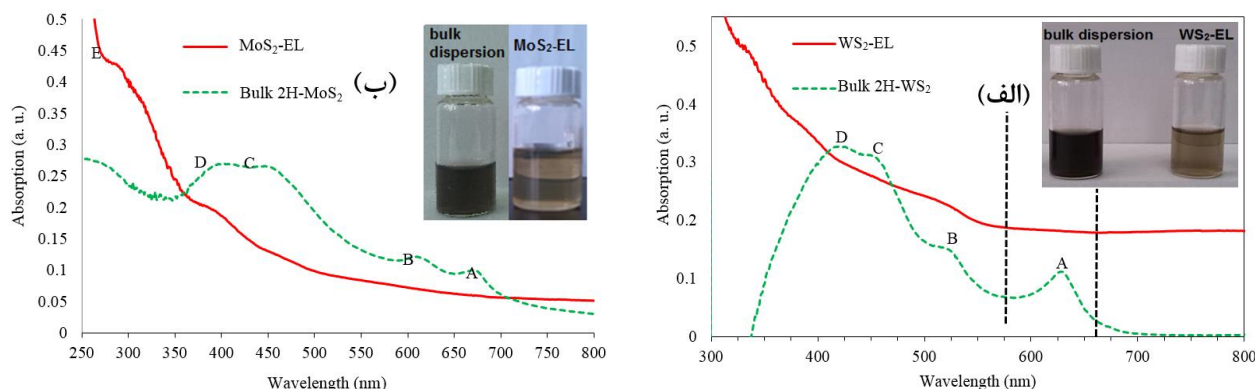 0.5
0.45
0.4
0.35
0.3
0.25
0.2
0.15
0.1
0.05
0
Absorption (a. u.)
250 300 350 400 450 500 550 600 650 700 750 800
Wavelength (nm)
E
D
C
B
A
MoS₂-EL
Bulk 2H-MoS₂
(ب)
bulk
dispersion
MoS₂-EL
0.5
0.4
0.3
0.2
0.1
0
Absorption (a. u.)
300 400 500 600 700 800
Wavelength (nm)
D
C
B
A
WS₂-EL
Bulk 2H-WS₂
(الف)
bulk dispersion
WS₂-EL